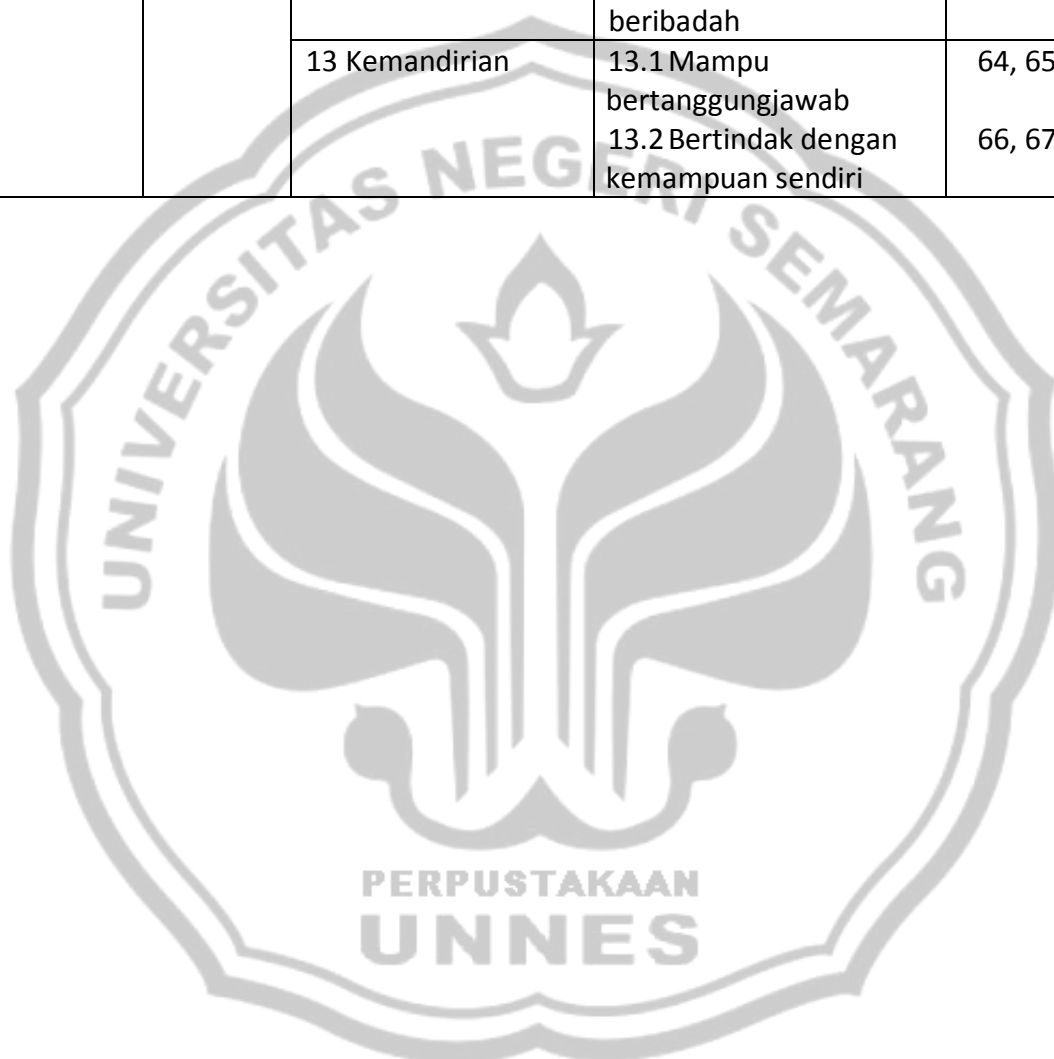 beribadah
13 Kemandirian 13.1 Mampu 64, 65
bertanggungjawab
13.2 Bertindak dengan 66, 67
kemampuan sendiri
UNIVERSITAS NEGERI SEMARANG
PERPUSTAKAAN
UNNES